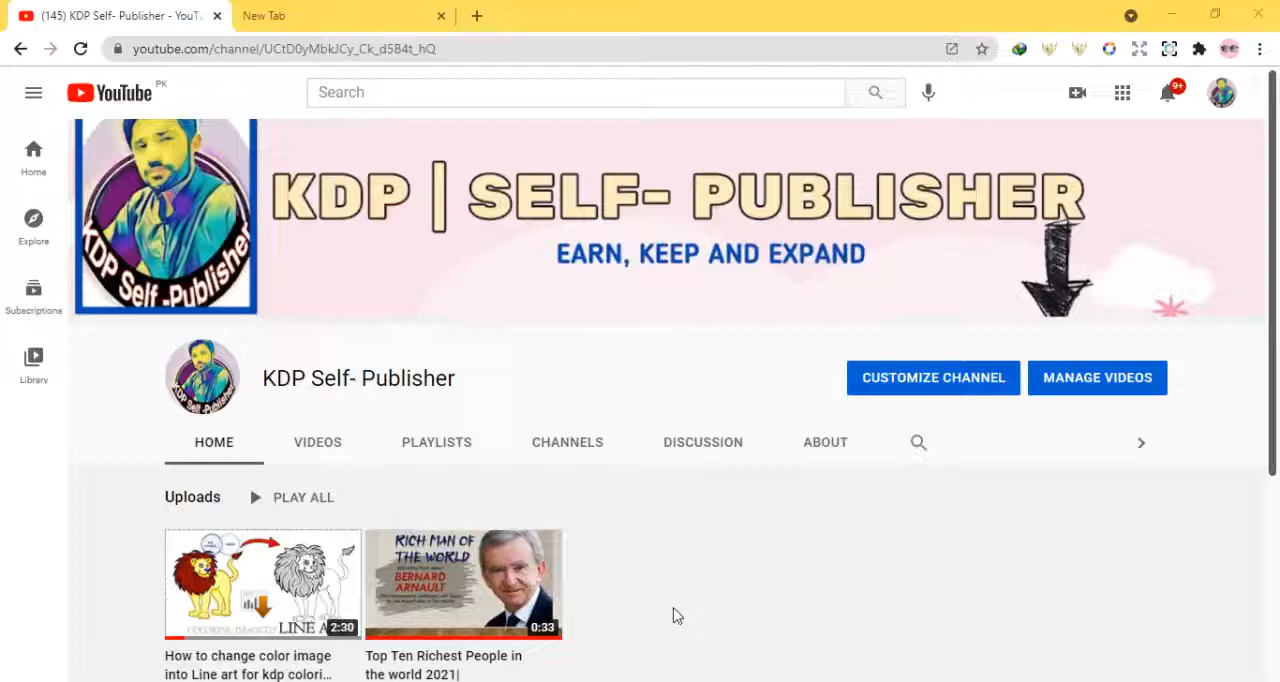 (145) KDP Self- Publisher - YouT
New Tab
youtube.com/channel/UCtD0yMbkJCy_Ck_d584t_hQ
YouTube PK
Search
9+
Home
Explore
Subscriptions
Library
KDP Self -Publisher
KDP | SELF- PUBLISHER
EARN, KEEP AND EXPAND
KDP Self- Publisher
CUSTOMIZE CHANNEL
MANAGE VIDEOS
HOME VIDEOS PLAYLISTS CHANNELS DISCUSSION ABOUT
Uploads PLAY ALL
LINE A
2:30
RICH MAN OF
THE WORLD
BERNARD
ARNAULT
0:33
How to change color image
into Line art for kdp colori...
Top Ten Richest People in
the world 2021|